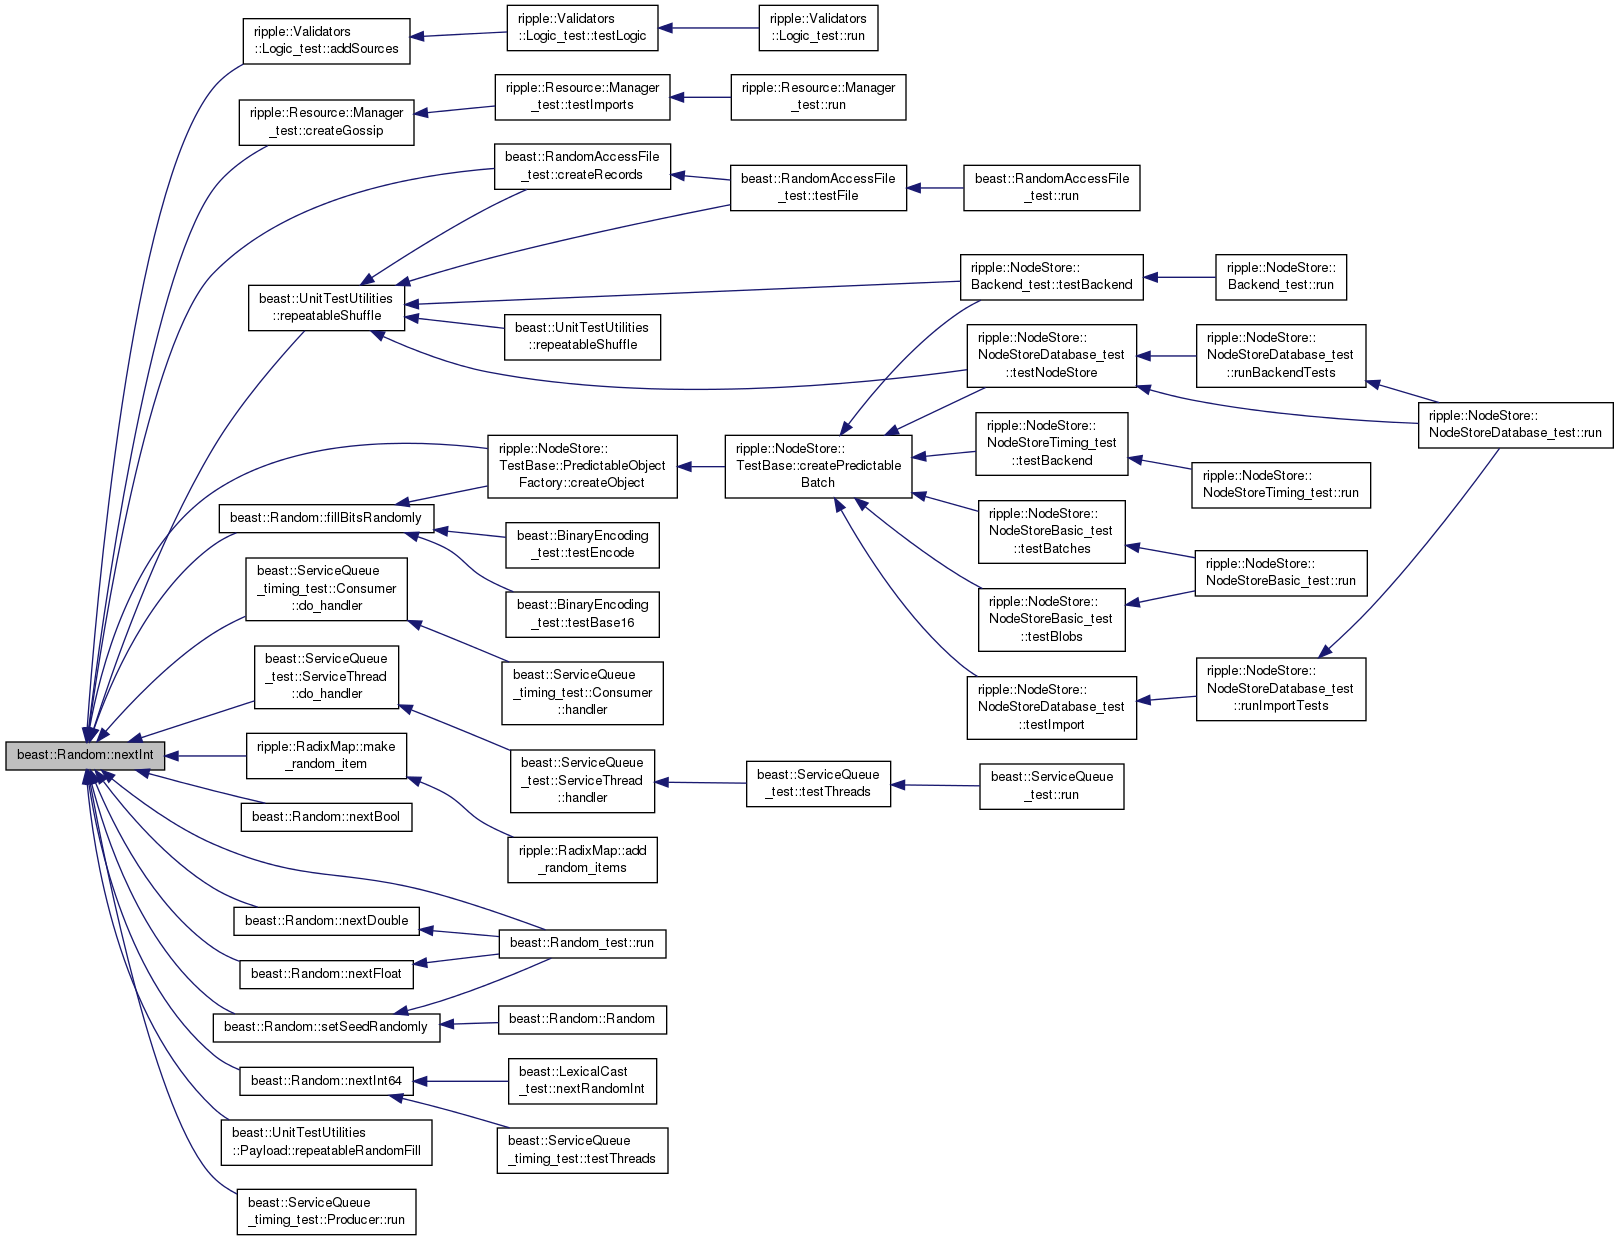 ripple::Validators
::Logic_test::addSources
ripple::Validators
::Logic_test::testLogic
ripple::Validators
::Logic_test::run
ripple::Resource::Manager
_test::createGossip
ripple::Resource::Manager
_test::testImports
ripple::Resource::Manager
_test::run
beast::RandomAccessFile
_test::createRecords
beast::RandomAccessFile
_test::testFile
beast::RandomAccessFile
_test::run
beast::UnitTestUtilities
::repeatableShuffle
beast::UnitTestUtilities
::repeatableShuffle
ripple::NodeStore::
Backend_test::testBackend
ripple::NodeStore::
Backend_test::run
ripple::NodeStore::
NodeStoreDatabase_test
::testNodeStore
ripple::NodeStore::
NodeStoreDatabase_test
::runBackendTests
ripple::NodeStore::
NodeStoreDatabase_test::run
ripple::NodeStore::
TestBase::PredictableObject
Factory::createObject
ripple::NodeStore::
TestBase::createPredictable
Batch
ripple::NodeStore::
NodeStoreTiming_test
::testBackend
ripple::NodeStore::
NodeStoreTiming_test::run
beast::Random::fillBitsRandomly
beast::BinaryEncoding
_test::testEncode
ripple::NodeStore::
NodeStoreBasic_test
::testBatches
ripple::NodeStore::
NodeStoreBasic_test::run
beast::ServiceQueue
_timing_test::Consumer
::do_handler
beast::BinaryEncoding
_test::testBase16
ripple::NodeStore::
NodeStoreBasic_test
::testBlobs
beast::ServiceQueue
_test::ServiceThread
::do_handler
beast::ServiceQueue
_timing_test::Consumer
::handler
ripple::NodeStore::
NodeStoreDatabase_test
::testImport
ripple::NodeStore::
NodeStoreDatabase_test
::runImportTests
beast::Random::nextInt
ripple::RadixMap::make
_random_item
beast::ServiceQueue
_test::ServiceThread
::handler
beast::ServiceQueue
_test::testThreads
beast::ServiceQueue
_test::run
beast::Random::nextBool
ripple::RadixMap::add
_random_items
beast::Random::nextDouble
beast::Random_test::run
beast::Random::nextFloat
beast::Random::setSeedRandomly
beast::Random::Random
beast::Random::nextInt64
beast::LexicalCast
_test::nextRandomInt
beast::UnitTestUtilities
::Payload::repeatableRandomFill
beast::ServiceQueue
_timing_test::testThreads
beast::ServiceQueue
_timing_test::Producer::run